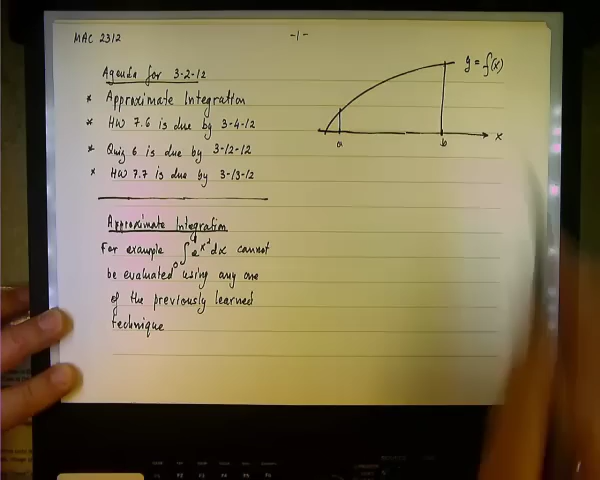 MAC 2312
-1-
Agenda for 3-2-12
* Approximate Integration
* HW 7.6 is due by 3-4-12
* Quiz 6 is due by 3-12-12
* HW 7.7 is due by 3-13-12
y = f(x)
a b x
Approximate Integration
For example ∫₀⁴ e^x² dx cannot
be evaluated using any one
of the previously learned
technique